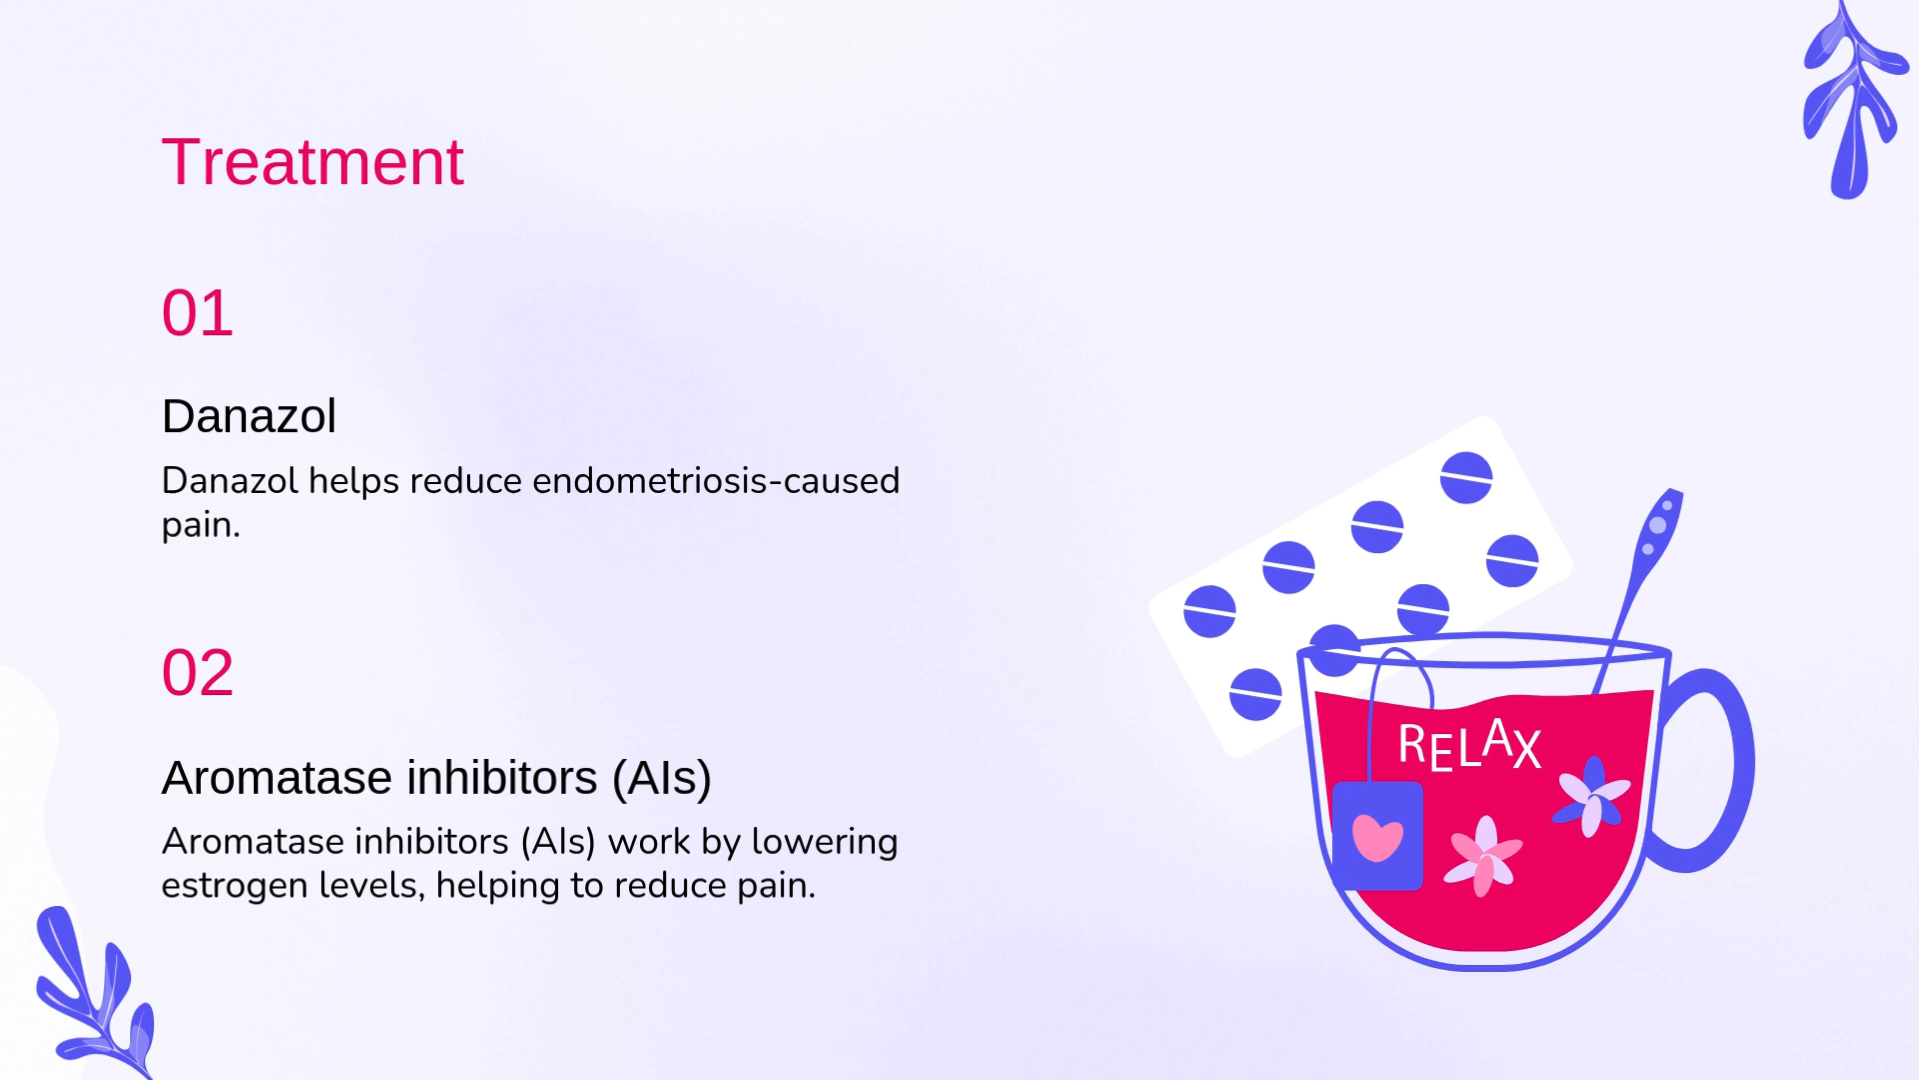 Treatment
01
Danazol
Danazol helps reduce endometriosis-caused
pain.
02
Aromatase inhibitors (AIs)
Aromatase inhibitors (AIs) work by lowering
estrogen levels, helping to reduce pain.
RELAX